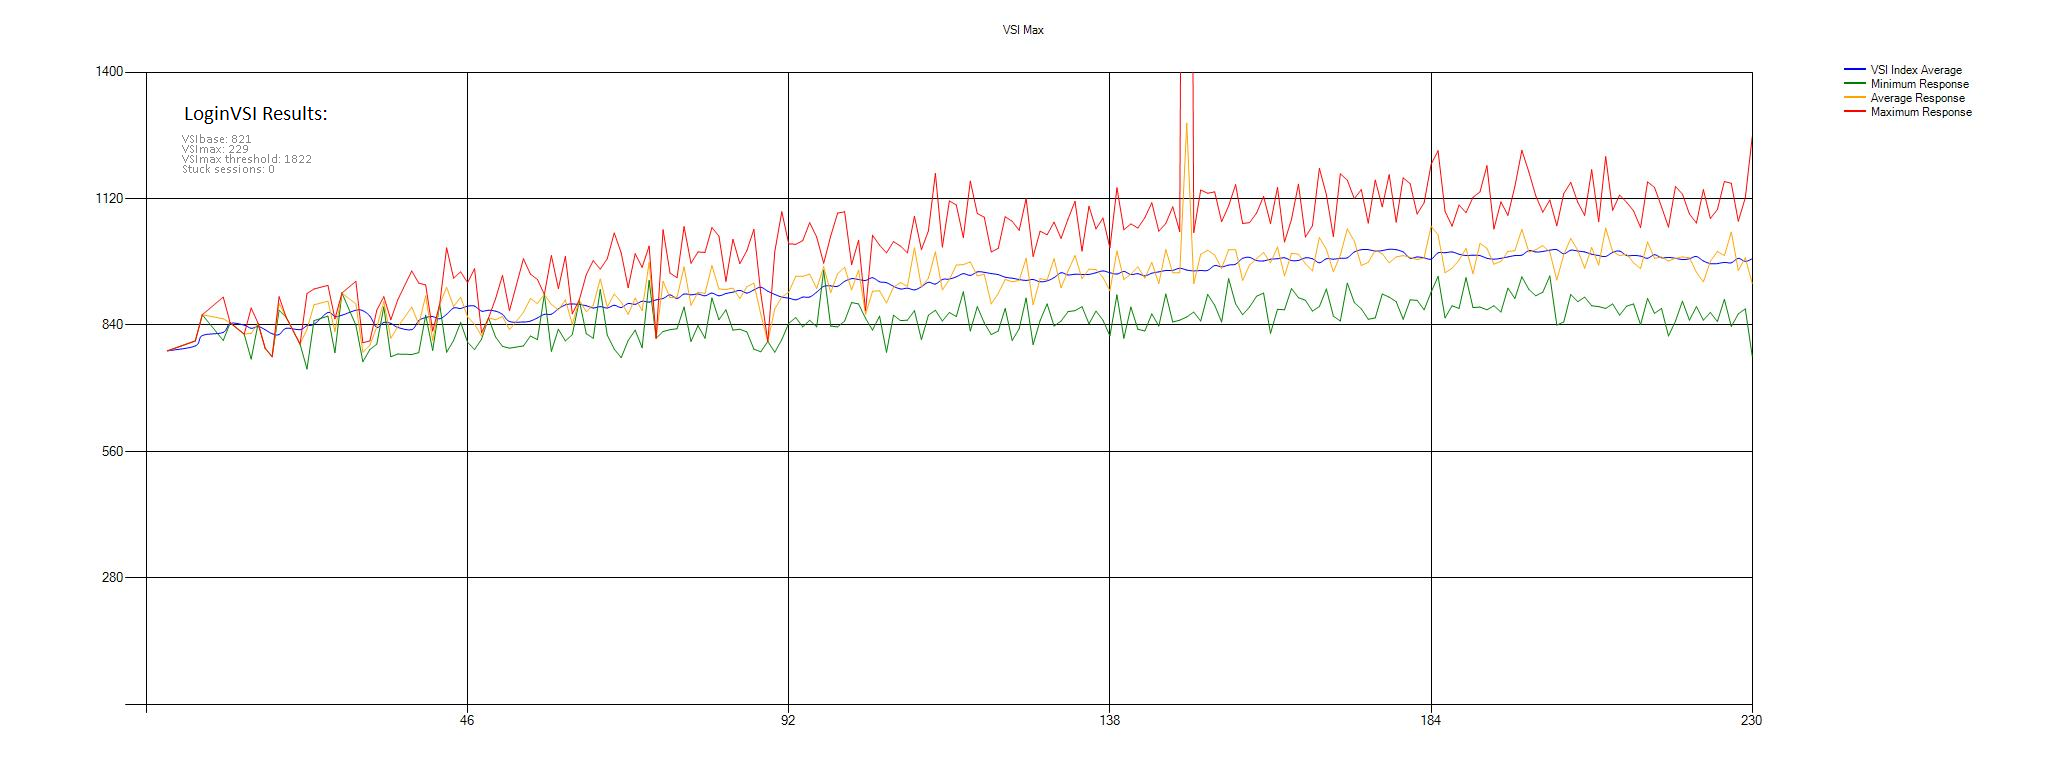 VSI Max
1400
1120
840
560
280
46
92
138
184
230
LoginVSI Results:
VSIbase: 821
VSImax: 229
VSImax threshold: 1822
Stuck sessions: 0
VSI Index Average
Minimum Response
Average Response
Maximum Response